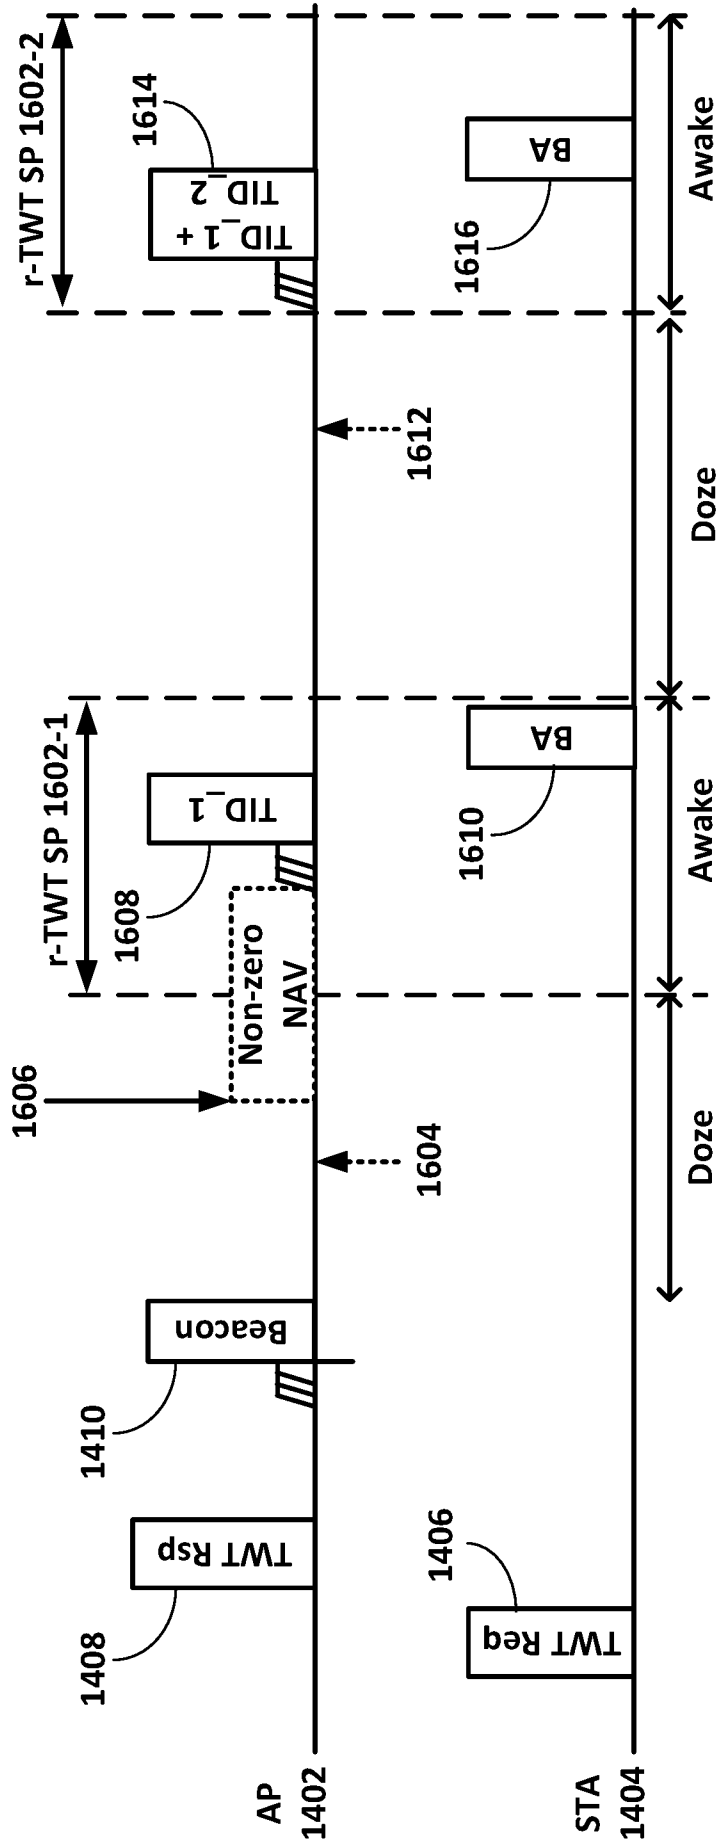 r-TWT SP 1602-1
r-TWT SP 1602-2
1606
1408
TWT Rsp
1410
Beacon
1608
Non-zero
NAV
TID_1
1614
TID_1 +
TID_2
AP
1402
1604
1612
1406
TWT Req
1610
BA
1616
BA
STA
1404
Doze
Awake
Doze
Awake